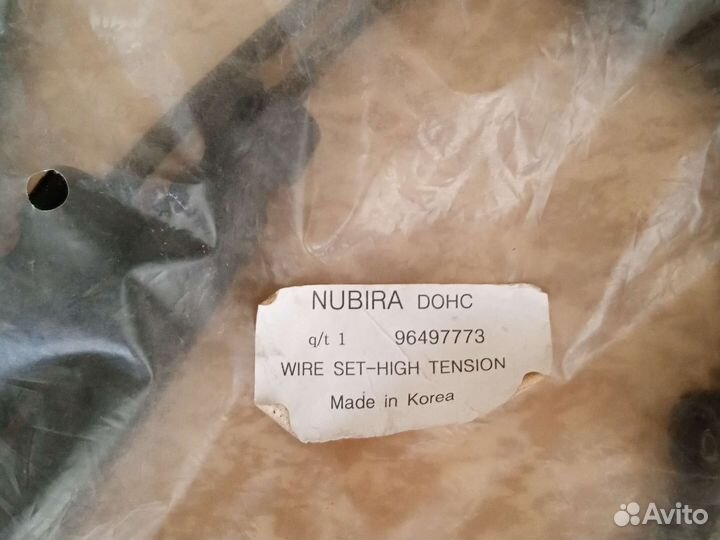 NUBIRA DOHC
q/t 1 96497773
WIRE SET-HIGH TENSION
Made in Korea
Avito